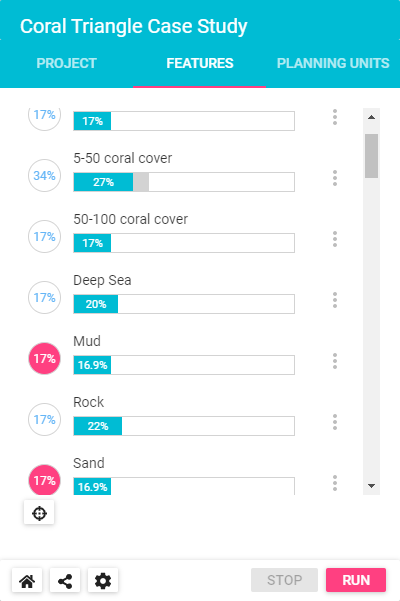 Coral Triangle Case Study
PROJECT FEATURES PLANNING UNITS
17% 17%
5-50 coral cover
34% 27%
50-100 coral cover
17% 17%
Deep Sea
17% 20%
Mud
17% 16.9%
Rock
17% 22%
Sand
17% 16.9%
STOP RUN